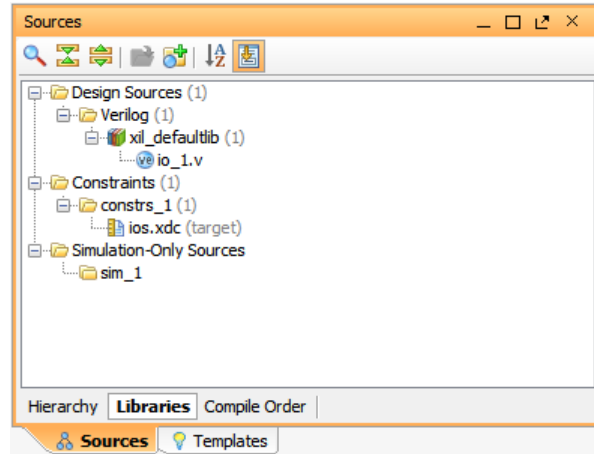 Sources
Design Sources (1)
Verilog (1)
xil_defaultlib (1)
io_1.v
Constraints (1)
constrs_1 (1)
ios.xdc (target)
Simulation-Only Sources
sim_1
Hierarchy Libraries Compile Order
Sources Templates